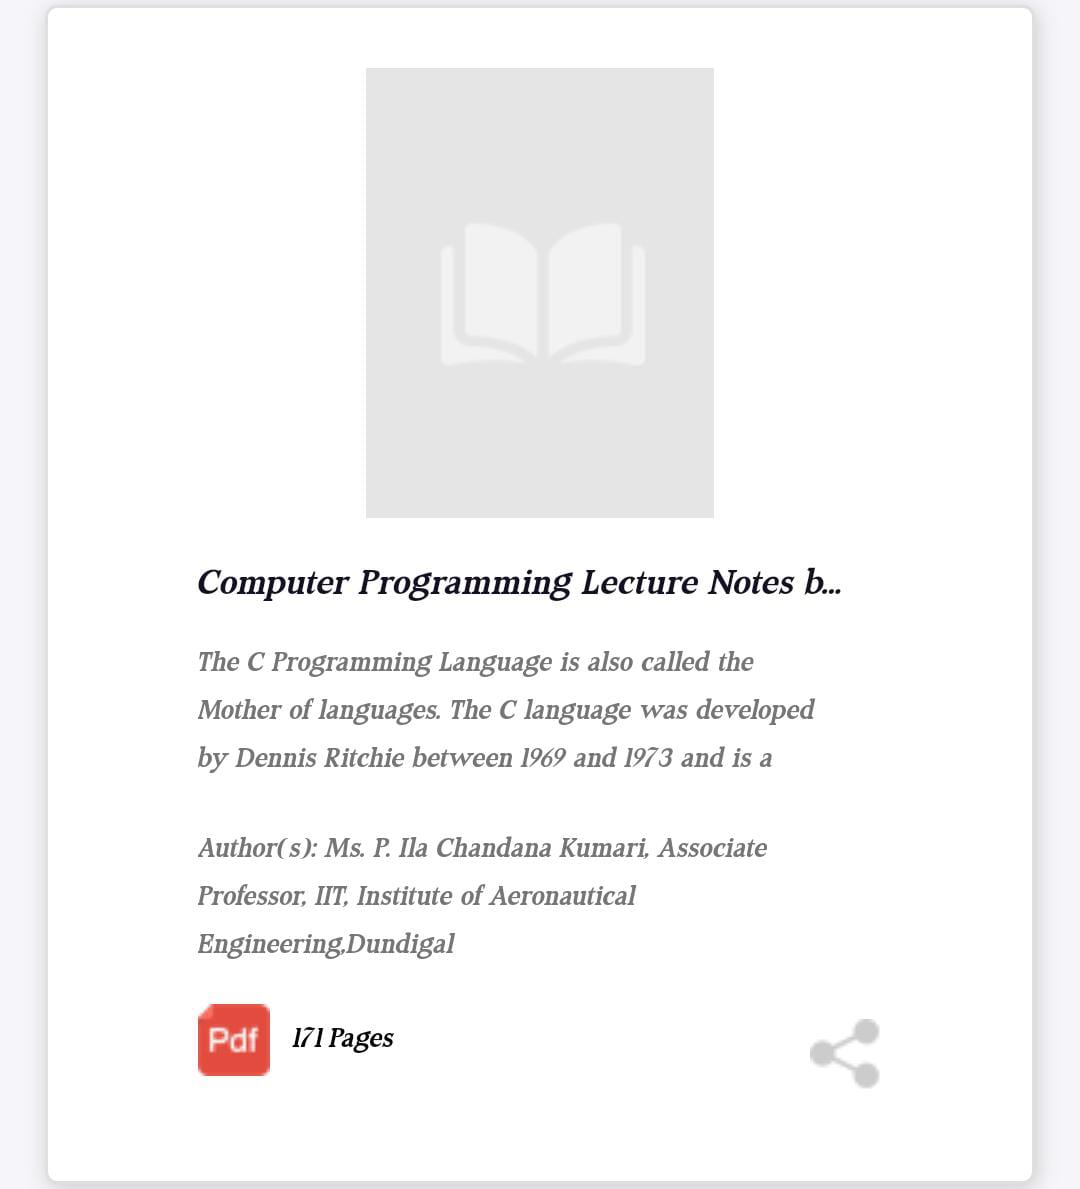 Computer Programming Lecture Notes b...
The C Programming Language is also called the
Mother of languages. The C language was developed
by Dennis Ritchie between 1969 and 1973 and is a
Author(s): Ms. P. Ila Chandana Kumari, Associate
Professor, IIT, Institute of Aeronautical
Engineering,Dundigal
Pdf 171 Pages